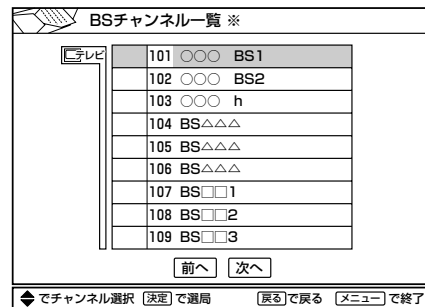 BSチャンネル一覧 ※
テレビ
101 ○○○ BS1
102 ○○○ BS2
103 ○○○ h
104 BS△△△
105 BS△△△
106 BS△△△
107 BS□□1
108 BS□□2
109 BS□□3
前へ 次へ
◆でチャンネル選択 決定で選局 戻るで戻る メニューで終了